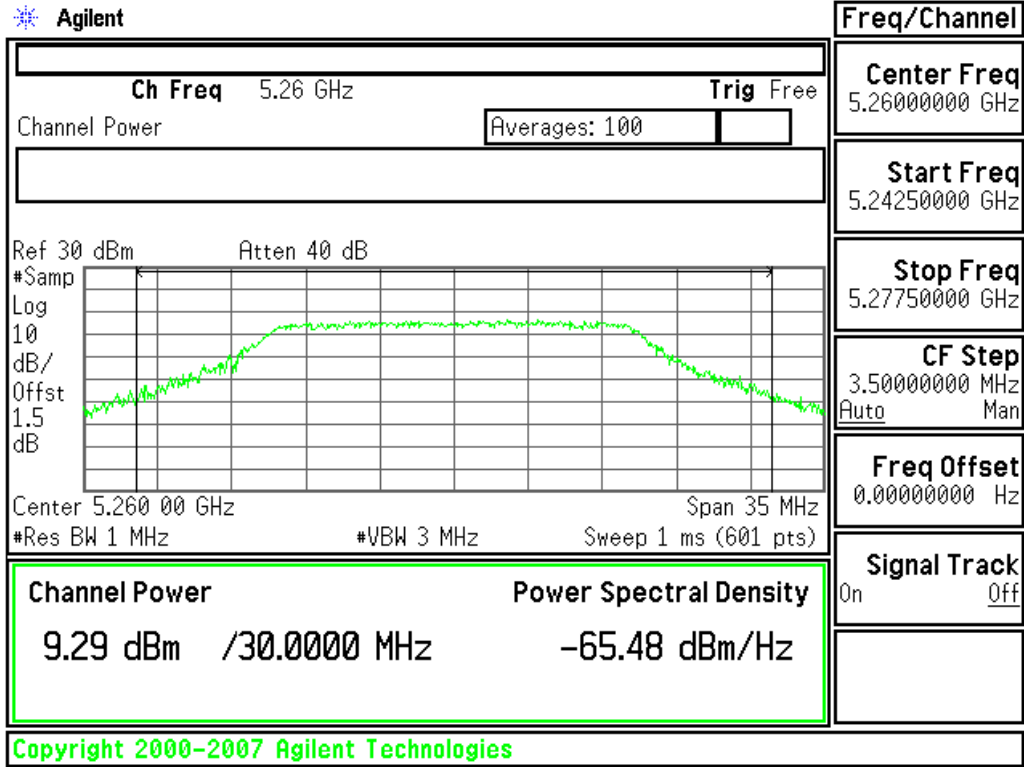 Agilent
Freq/Channel
Ch Freq 5.26 GHz Trig Free
Channel Power Averages: 100
Ref 30 dBm Atten 40 dB
#Samp
Log
10
dB/
Offst
1.5
dB
Center 5.260 00 GHz Span 35 MHz
#Res BW 1 MHz #VBW 3 MHz Sweep 1 ms (601 pts)
Channel Power Power Spectral Density
9.29 dBm /30.0000 MHz -65.48 dBm/Hz
Copyright 2000-2007 Agilent Technologies
Center Freq
5.26000000 GHz
Start Freq
5.24250000 GHz
Stop Freq
5.27750000 GHz
CF Step
3.50000000 MHz
Auto Man
Freq Offset
0.00000000 Hz
Signal Track
On Off